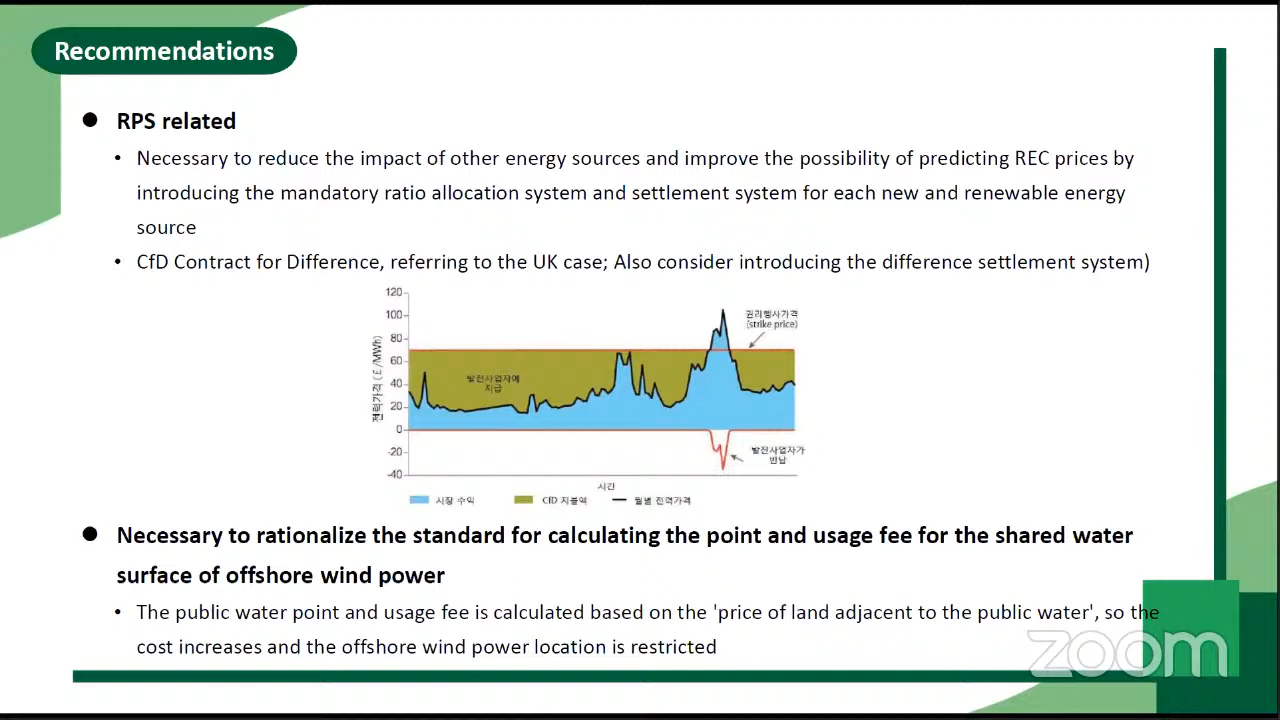 Recommendations
● RPS related
• Necessary to reduce the impact of other energy sources and improve the possibility of predicting REC prices by
introducing the mandatory ratio allocation system and settlement system for each new and renewable energy
source
• CfD Contract for Difference, referring to the UK case; Also consider introducing the difference settlement system)
120
100
80
60
40
20
0
-20
-40
전력가격 (£/MWh)
권리행사가격
(strike price)
발전사업자에
지급
발전사업자가
반납
시간
시장 수익
CfD 지불액
월별 전력가격
● Necessary to rationalize the standard for calculating the point and usage fee for the shared water
surface of offshore wind power
• The public water point and usage fee is calculated based on the 'price of land adjacent to the public water', so the
cost increases and the offshore wind power location is restricted
zoom